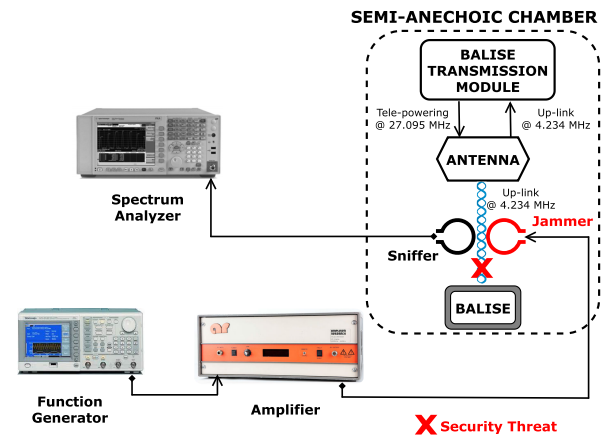 SEMI-ANECHOIC CHAMBER
BALISE
TRANSMISSION
MODULE
Tele-powering
@ 27.095 MHz
Up-link
@ 4.234 MHz
ANTENNA
Up-link
@ 4.234 MHz
Jammer
Sniffer
BALISE
Spectrum
Analyzer
Function
Generator
ar
Amplifier
X Security Threat